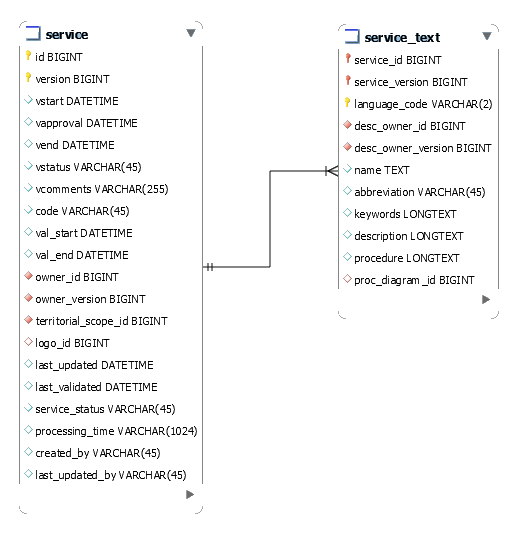 service
id BIGINT
version BIGINT
vstart DATETIME
vapproval DATETIME
vend DATETIME
vstatus VARCHAR(45)
vcomments VARCHAR(255)
code VARCHAR(45)
val_start DATETIME
val_end DATETIME
owner_id BIGINT
owner_version BIGINT
territorial_scope_id BIGINT
logo_id BIGINT
last_updated DATETIME
last_validated DATETIME
service_status VARCHAR(45)
processing_time VARCHAR(1024)
created_by VARCHAR(45)
last_updated_by VARCHAR(45)
service_text
service_id BIGINT
service_version BIGINT
language_code VARCHAR(2)
desc_owner_id BIGINT
desc_owner_version BIGINT
name TEXT
abbreviation VARCHAR(45)
keywords LONGTEXT
description LONGTEXT
procedure LONGTEXT
proc_diagram_id BIGINT